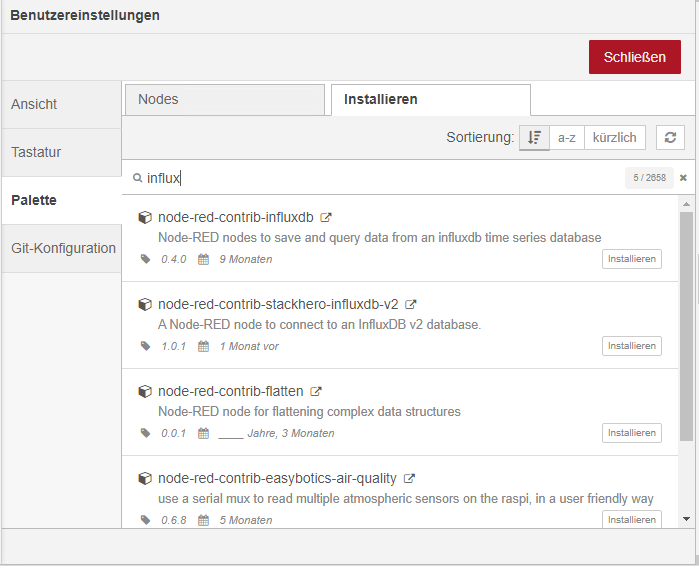 Benutzereinstellungen
Schließen
Ansicht
Tastatur
Palette
Git-Konfiguration
Nodes
Installieren
Sortierung:
a-z
kürzlich
influx
5 / 2658
node-red-contrib-influxdb
Node-RED nodes to save and query data from an influxdb time series database
0.4.0 9 Monaten
Installieren
node-red-contrib-stackhero-influxdb-v2
A Node-RED node to connect to an InfluxDB v2 database.
1.0.1 1 Monat vor
Installieren
node-red-contrib-flatten
Node-RED node for flattening complex data structures
0.0.1 ____ Jahre, 3 Monaten
Installieren
node-red-contrib-easybotics-air-quality
use a serial mux to read multiple atmospheric sensors on the raspi, in a user friendly way
0.6.8 5 Monaten
Installieren